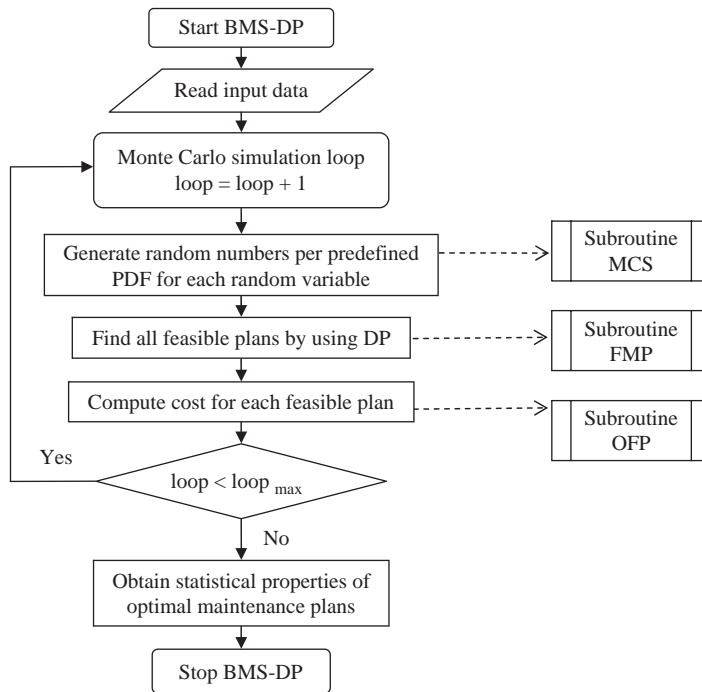 Start BMS-DP
Read input data
Monte Carlo simulation loop
loop = loop + 1
Generate random numbers per predefined
PDF for each random variable
Subroutine
MCS
Find all feasible plans by using DP
Subroutine
FMP
Compute cost for each feasible plan
Subroutine
OFP
Yes
loop < loop max
No
Obtain statistical properties of
optimal maintenance plans
Stop BMS-DP